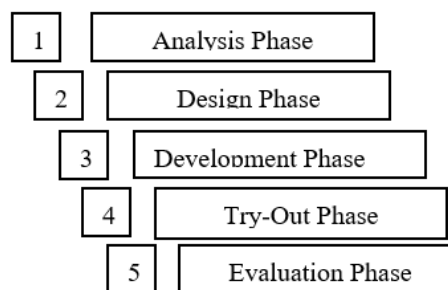 1 Analysis Phase
2 Design Phase
3 Development Phase
4 Try-Out Phase
5 Evaluation Phase